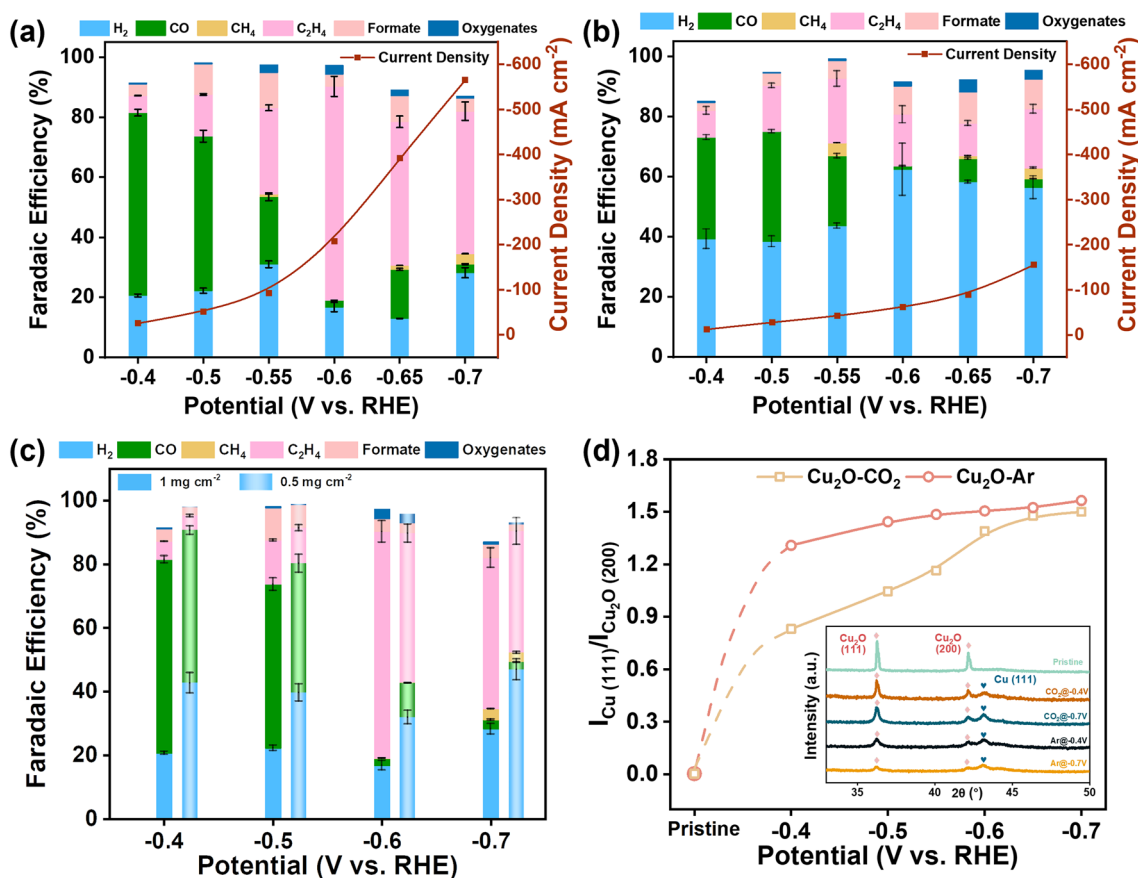 (a)
H₂ CO CH₄ C₂H₄ Formate Oxygenates
Current Density
Faradaic Efficiency (%)
100
80
60
40
20
0
-600
-500
-400
-300
-200
-100
0
Current Density (mA cm⁻²)
-0.4 -0.5 -0.55 -0.6 -0.65 -0.7
Potential (V vs. RHE)
(b)
H₂ CO CH₄ C₂H₄ Formate Oxygenates
Current Density
Faradaic Efficiency (%)
100
80
60
40
20
0
-600
-500
-400
-300
-200
-100
0
Current Density (mA cm⁻²)
-0.4 -0.5 -0.55 -0.6 -0.65 -0.7
Potential (V vs. RHE)
(c)
H₂ CO CH₄ C₂H₄ Formate Oxygenates
1 mg cm⁻² 0.5 mg cm⁻²
Faradaic Efficiency (%)
100
80
60
40
20
0
-0.4 -0.5 -0.6 -0.7
Potential (V vs. RHE)
(d)
Cu₂O-CO₂ Cu₂O-Ar
I Cu (111)/I Cu₂O (200)
1.8
1.5
1.2
0.9
0.6
0.3
0.0
Pristine -0.4 -0.5 -0.6 -0.7
Potential (V vs. RHE)
Intensity (a.u.)
Cu₂O
(111)
Cu₂O
(200)
Cu (111)
Pristine
CO₂@-0.4V
CO₂@-0.7V
Ar@-0.4V
Ar@-0.7V
35 40 45 50
2θ (°)